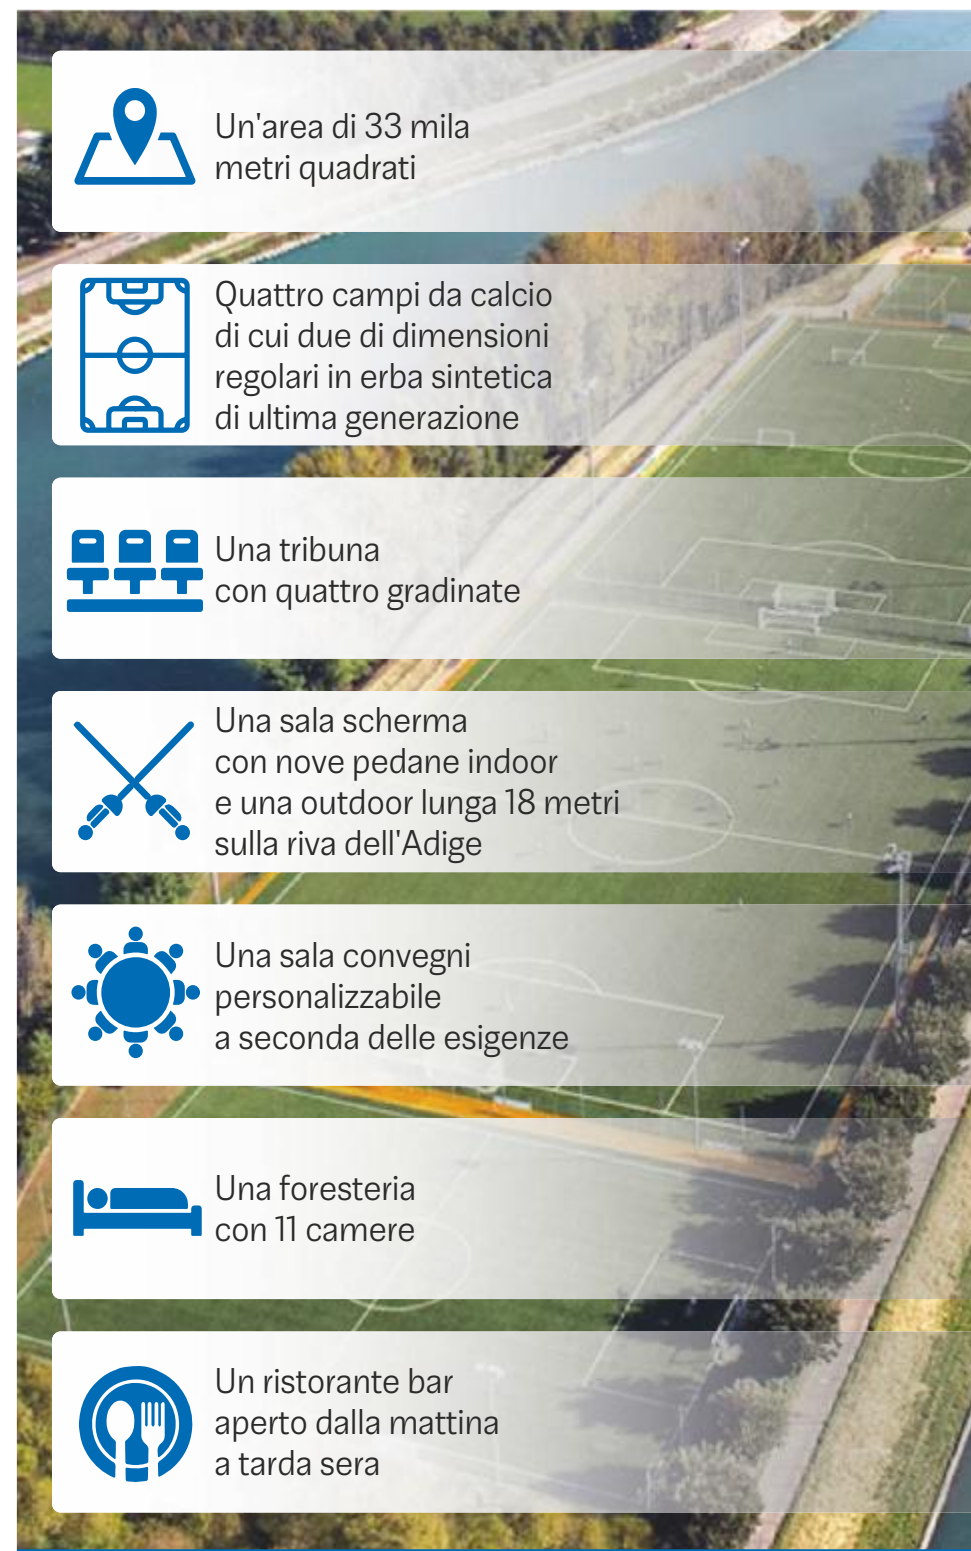 Un'area di 33 mila
metri quadrati
Quattro campi da calcio
di cui due di dimensioni
regolari in erba sintetica
di ultima generazione
Una tribuna
con quattro gradinate
Una sala scherma
con nove pedane indoor
e una outdoor lunga 18 metri
sulla riva dell'Adige
Una sala convegni
personalizzabile
a seconda delle esigenze
Una foresteria
con 11 camere
Un ristorante bar
aperto dalla mattina
a tarda sera